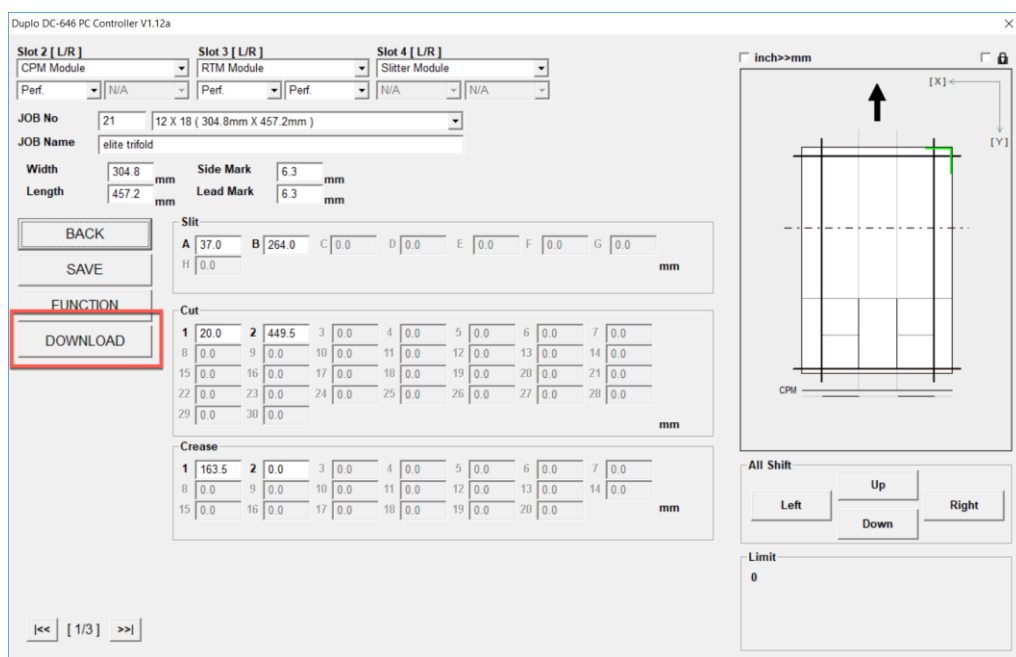 Duplo DC-646 PC Controller V1.12a
Slot 2 [ L/R ] Slot 3 [ L/R ] Slot 4 [ L/R ]
CPM Module RTM Module Slitter Module
Perf. N/A Perf. Perf. N/A N/A
JOB No 21 12 X 18 ( 304.8mm X 457.2mm )
JOB Name elite trifold
Width 304.8 mm Side Mark 6.3 mm
Length 457.2 mm Lead Mark 6.3 mm
BACK
SAVE
FUNCTION
DOWNLOAD
Slit
A 37.0 B 264.0 C 0.0 D 0.0 E 0.0 F 0.0 G 0.0
H 0.0 mm
Cut
1 20.0 2 449.5 3 0.0 4 0.0 5 0.0 6 0.0 7 0.0
8 0.0 9 0.0 10 0.0 11 0.0 12 0.0 13 0.0 14 0.0
15 0.0 16 0.0 17 0.0 18 0.0 19 0.0 20 0.0 21 0.0
22 0.0 23 0.0 24 0.0 25 0.0 26 0.0 27 0.0 28 0.0
29 0.0 30 0.0
mm
Crease
1 163.5 2 0.0 3 0.0 4 0.0 5 0.0 6 0.0 7 0.0
8 0.0 9 0.0 10 0.0 11 0.0 12 0.0 13 0.0 14 0.0
15 0.0 16 0.0 17 0.0 18 0.0 19 0.0 20 0.0 mm
|<< [ 1/3 ] >>|
inch>>mm
[X]
[Y]
CPM
All Shift
Up
Left Right
Down
Limit
0